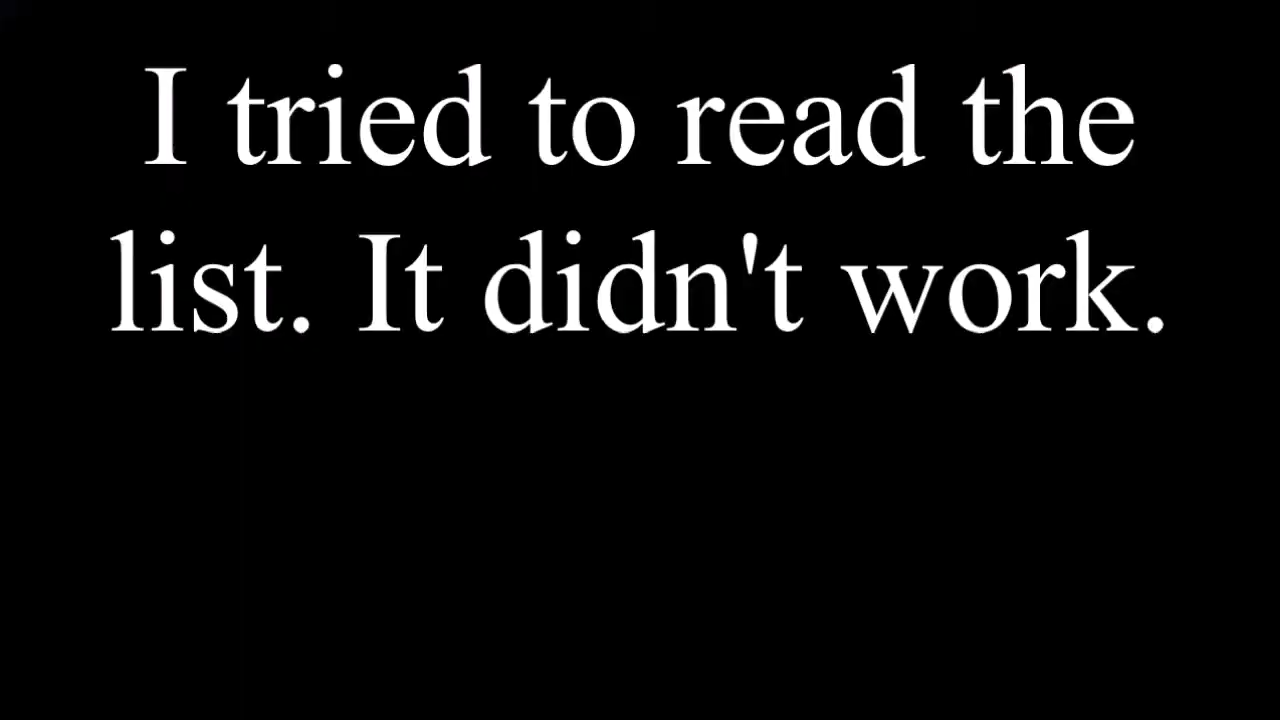 I tried to read the
list. It didn't work.